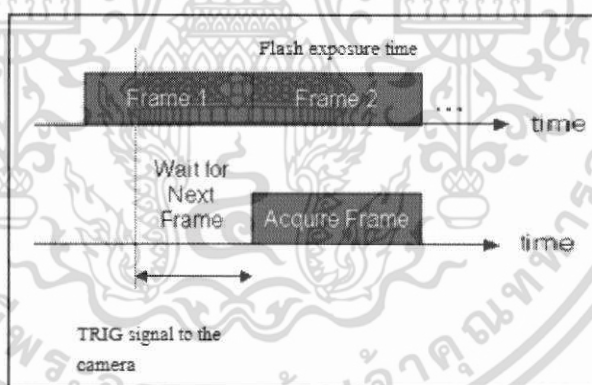 Plash exposure time
Frame 1 Frame 2 ...
time
Wait for
Next
Frame
Acquire Frame
time
TRIG signal to the
camera